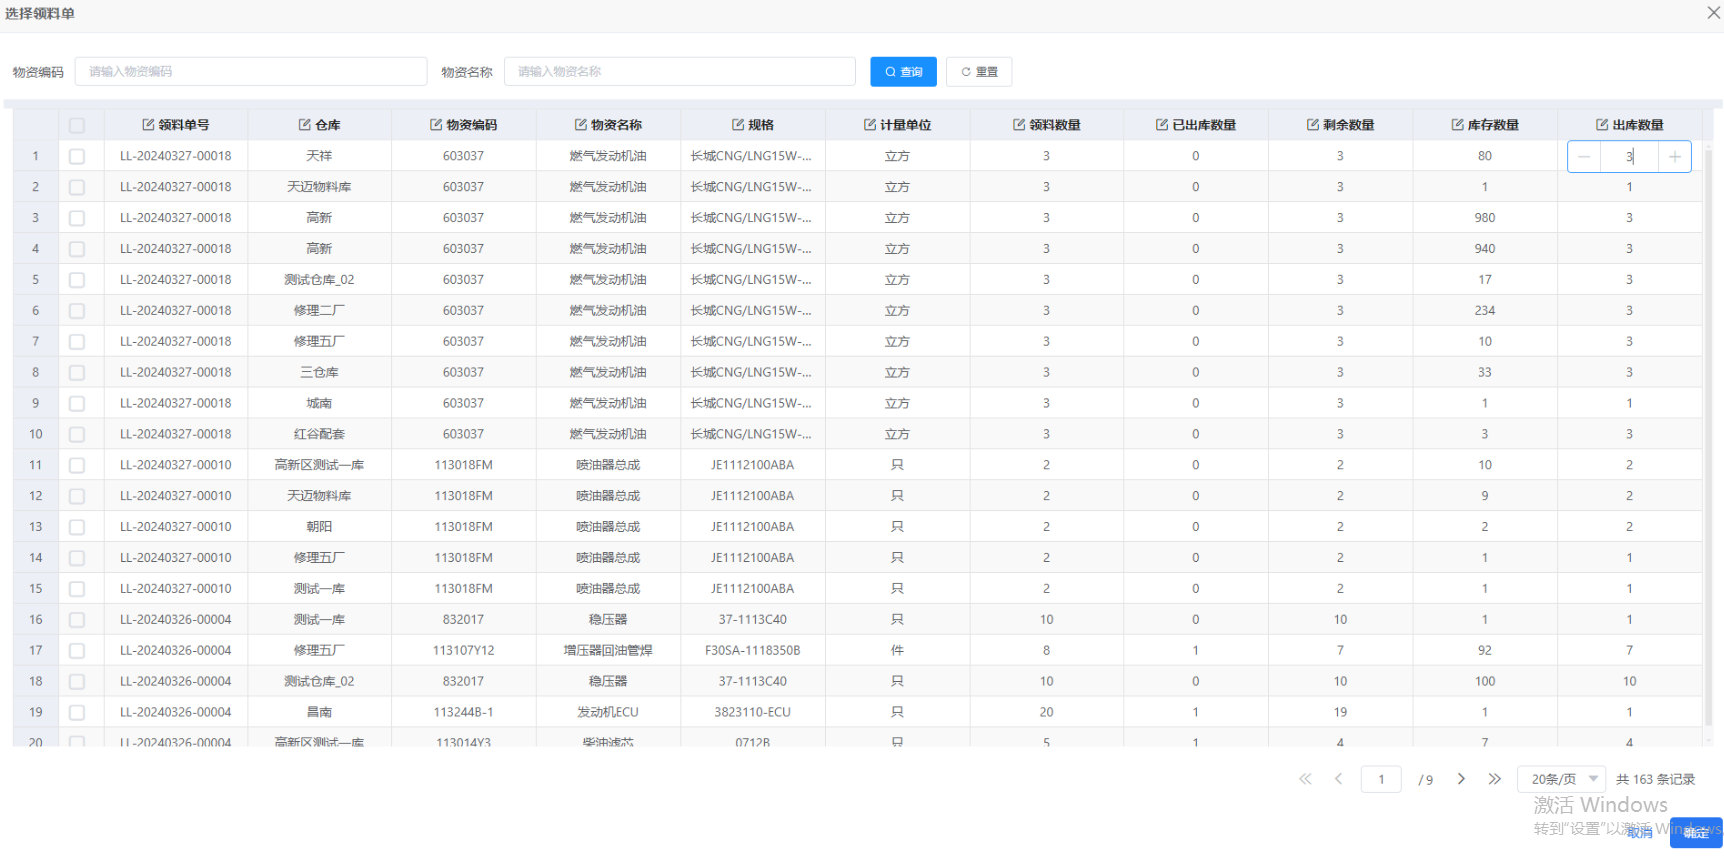 选择领料单
物资编码 请输入物资编码 物资名称 请输入物资名称 查询 重置
领料单号 仓库 物资编码 物资名称 规格 计量单位 领料数量 已出库数量 剩余数量 库存数量 出库数量
1 LL-20240327-00018 天祥 603037 燃气发动机油 长城CNG/LNG15W-... 立方 3 0 3 80 3
2 LL-20240327-00018 天迈物料库 603037 燃气发动机油 长城CNG/LNG15W-... 立方 3 0 3 1 1
3 LL-20240327-00018 高新 603037 燃气发动机油 长城CNG/LNG15W-... 立方 3 0 3 980 3
4 LL-20240327-00018 高新 603037 燃气发动机油 长城CNG/LNG15W-... 立方 3 0 3 940 3
5 LL-20240327-00018 测试仓库_02 603037 燃气发动机油 长城CNG/LNG15W-... 立方 3 0 3 17 3
6 LL-20240327-00018 修理二厂 603037 燃气发动机油 长城CNG/LNG15W-... 立方 3 0 3 234 3
7 LL-20240327-00018 修理五厂 603037 燃气发动机油 长城CNG/LNG15W-... 立方 3 0 3 10 3
8 LL-20240327-00018 三仓库 603037 燃气发动机油 长城CNG/LNG15W-... 立方 3 0 3 33 3
9 LL-20240327-00018 城南 603037 燃气发动机油 长城CNG/LNG15W-... 立方 3 0 3 1 1
10 LL-20240327-00018 红谷配套 603037 燃气发动机油 长城CNG/LNG15W-... 立方 3 0 3 3 3
11 LL-20240327-00010 高新区测试一库 113018FM 喷油器总成 JE1112100ABA 只 2 0 2 10 2
12 LL-20240327-00010 天迈物料库 113018FM 喷油器总成 JE1112100ABA 只 2 0 2 9 2
13 LL-20240327-00010 朝阳 113018FM 喷油器总成 JE1112100ABA 只 2 0 2 2 2
14 LL-20240327-00010 修理五厂 113018FM 喷油器总成 JE1112100ABA 只 2 0 2 1 1
15 LL-20240327-00010 测试一库 113018FM 喷油器总成 JE1112100ABA 只 2 0 2 1 1
16 LL-20240326-00004 测试一库 832017 稳压器 37-1113C40 只 10 0 10 1 1
17 LL-20240326-00004 修理五厂 113107Y12 增压器回油管焊 F30SA-1118350B 件 8 1 7 92 7
18 LL-20240326-00004 测试仓库_02 832017 稳压器 37-1113C40 只 10 0 10 100 10
19 LL-20240326-00004 昌南 113244B-1 发动机ECU 3823110-ECU 只 20 1 19 1 1
20 LL-20240326-00004 高新区测试一库 113014Y3 柴油滤芯 0712B 只 5 1 4 7 4
1 / 9 20条/页 共 163 条记录
激活 Windows
转到"设置"以激活 Windows。
取消 确定